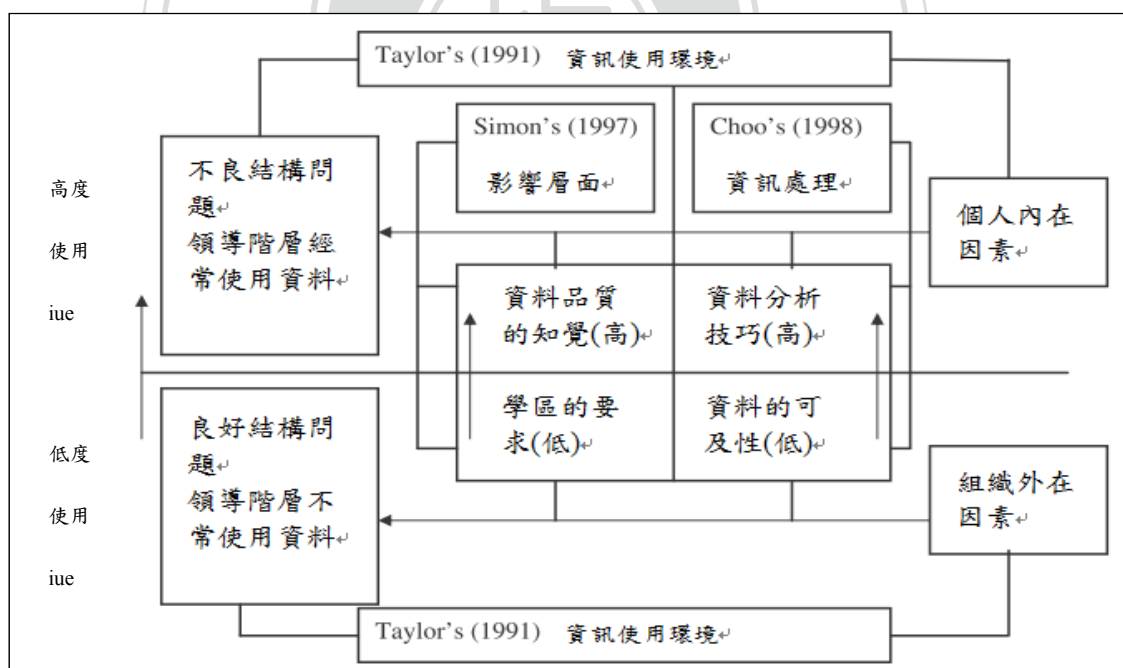 Taylor's (1991) 資訊使用環境
Simon's (1997)
影響層面
Choo's (1998)
資訊處理
高度
使用
iue
不良結構問
題
領導階層經
常使用資料
個人內在
因素
資料品質
的知覺(高)
資料分析
技巧(高)
學區的要
求(低)
資料的可
及性(低)
低度
使用
iue
良好結構問
題
領導階層不
常使用資料
組織外在
因素
Taylor's (1991) 資訊使用環境